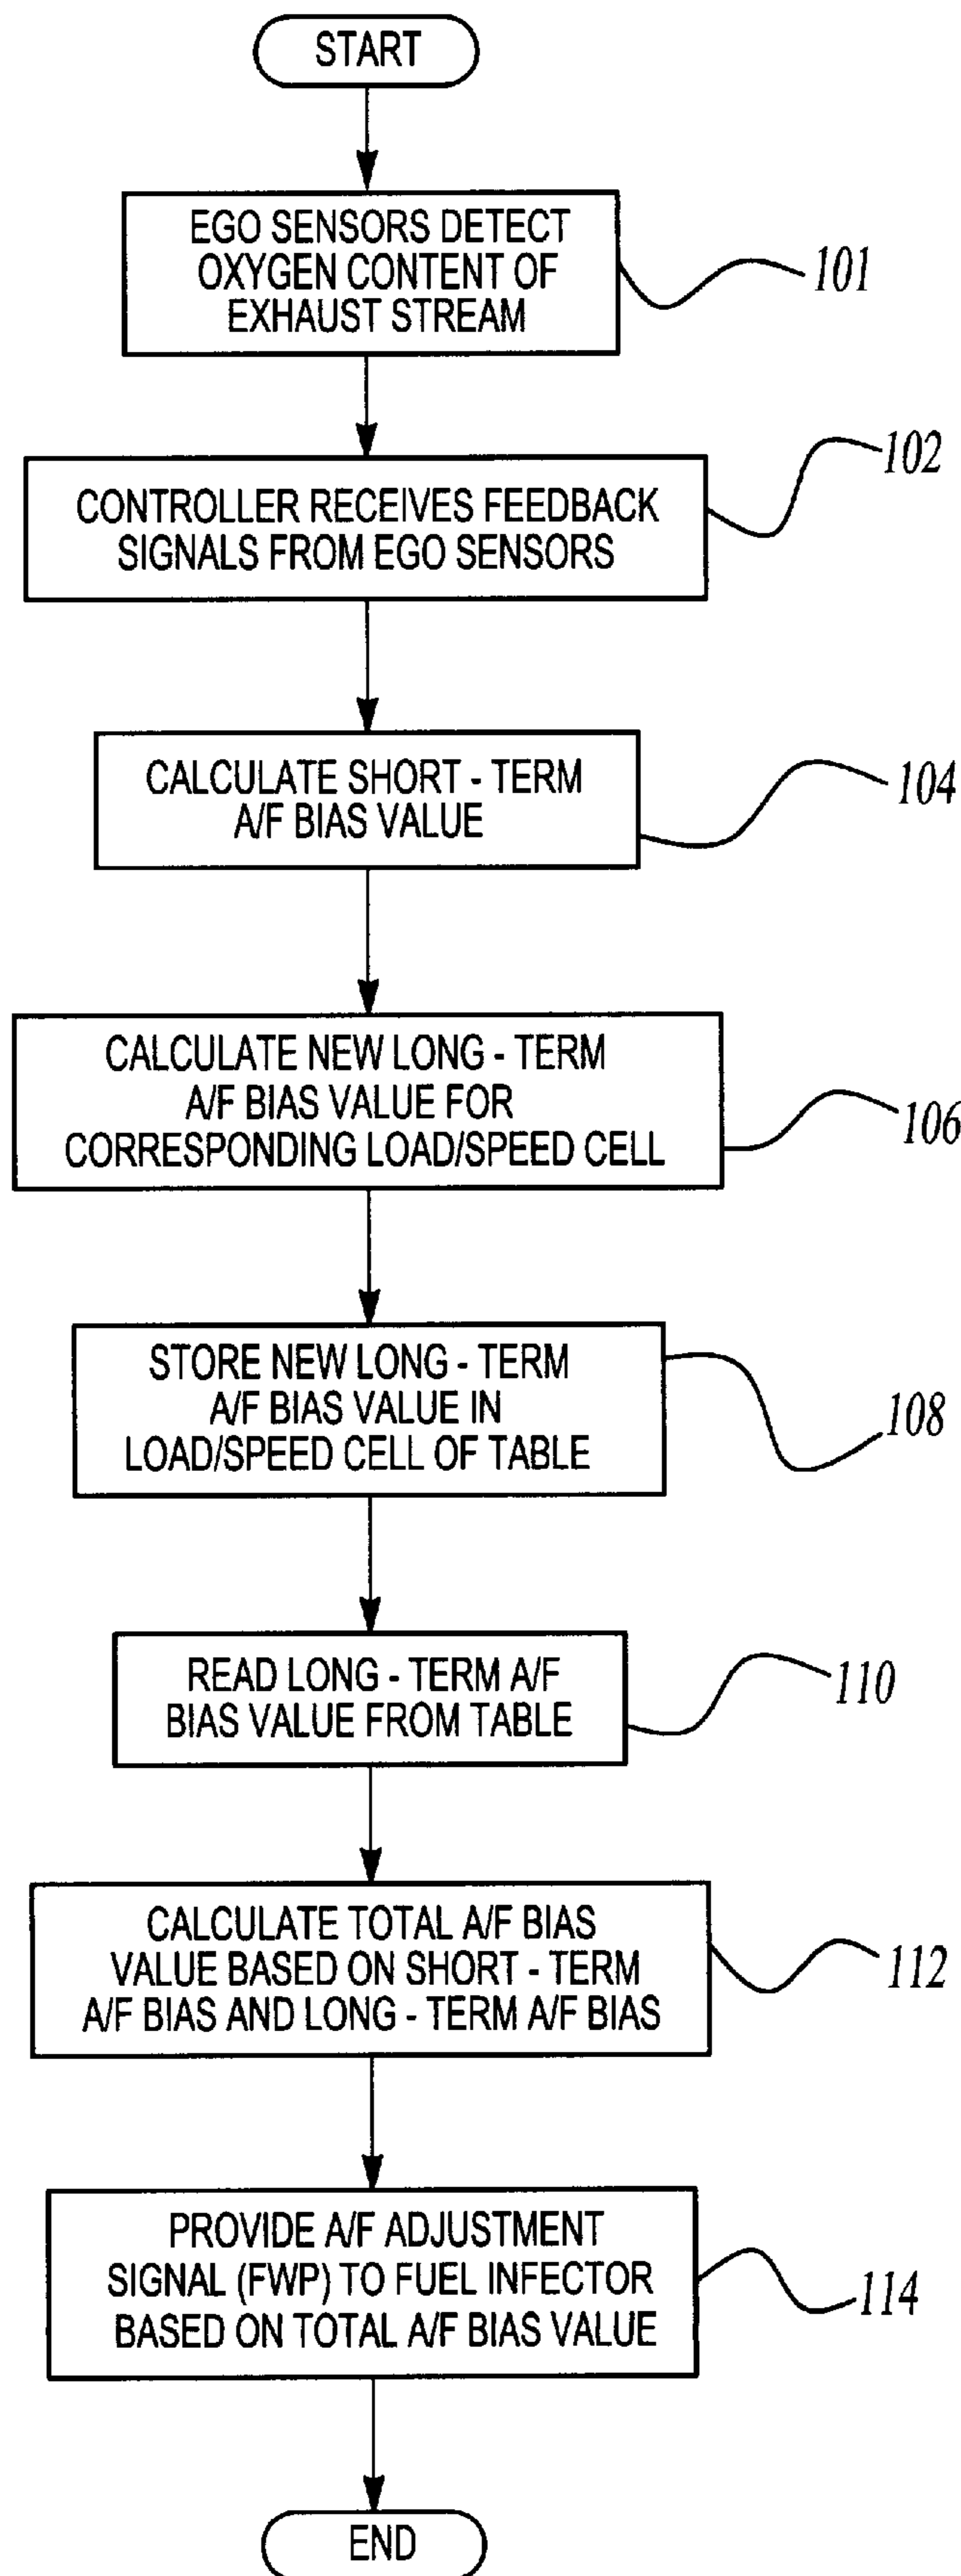 START
EGO SENSORS DETECT
OXYGEN CONTENT OF
EXHAUST STREAM
101
CONTROLLER RECEIVES FEEDBACK
SIGNALS FROM EGO SENSORS
102
CALCULATE SHORT - TERM
A/F BIAS VALUE
104
CALCULATE NEW LONG - TERM
A/F BIAS VALUE FOR
CORRESPONDING LOAD/SPEED CELL
106
STORE NEW LONG - TERM
A/F BIAS VALUE IN
LOAD/SPEED CELL OF TABLE
108
READ LONG - TERM A/F
BIAS VALUE FROM TABLE
110
CALCULATE TOTAL A/F BIAS
VALUE BASED ON SHORT - TERM
A/F BIAS AND LONG - TERM A/F BIAS
112
PROVIDE A/F ADJUSTMENT
SIGNAL (FWP) TO FUEL INFECTOR
BASED ON TOTAL A/F BIAS VALUE
114
END